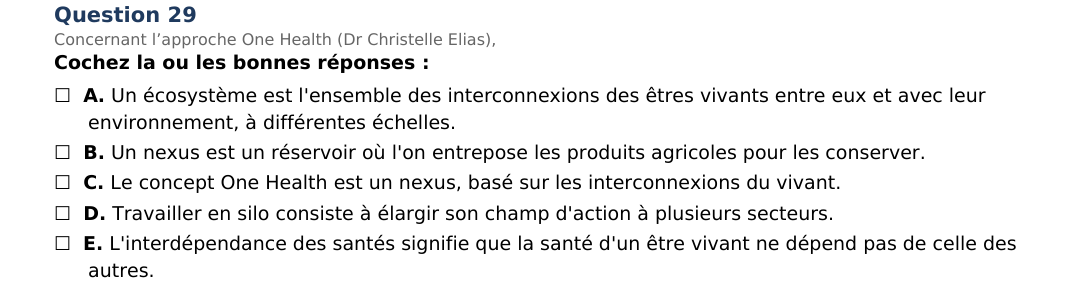 Question 29
Concernant l’approche One Health (Dr Christelle Elias),
Cochez la ou les bonnes réponses :
☐ A. Un écosystème est l'ensemble des interconnexions des êtres vivants entre eux et avec leur
environnement, à différentes échelles.
☐ B. Un nexus est un réservoir où l'on entrepose les produits agricoles pour les conserver.
☐ C. Le concept One Health est un nexus, basé sur les interconnexions du vivant.
☐ D. Travailler en silo consiste à élargir son champ d'action à plusieurs secteurs.
☐ E. L'interdépendance des santés signifie que la santé d'un être vivant ne dépend pas de celle des
autres.